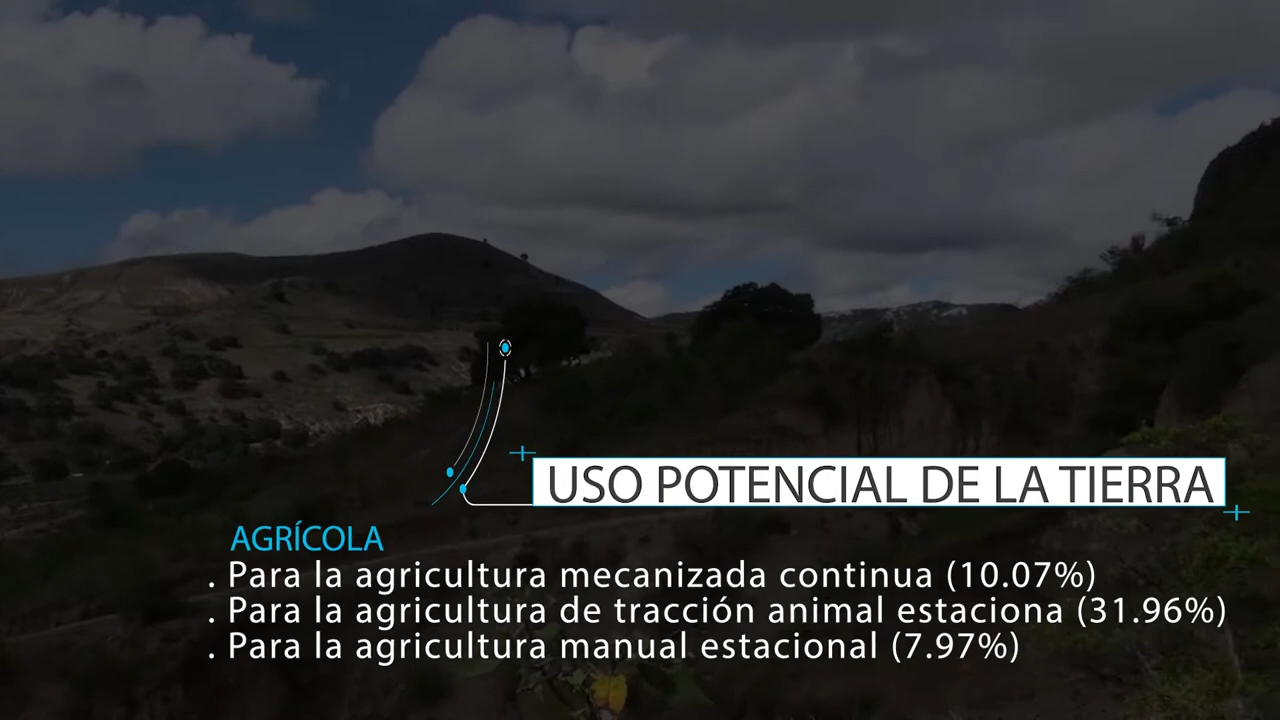 USO POTENCIAL DE LA TIERRA
AGRÍCOLA
. Para la agricultura mecanizada continua (10.07%)
. Para la agricultura de tracción animal estaciona (31.96%)
. Para la agricultura manual estacional (7.97%)